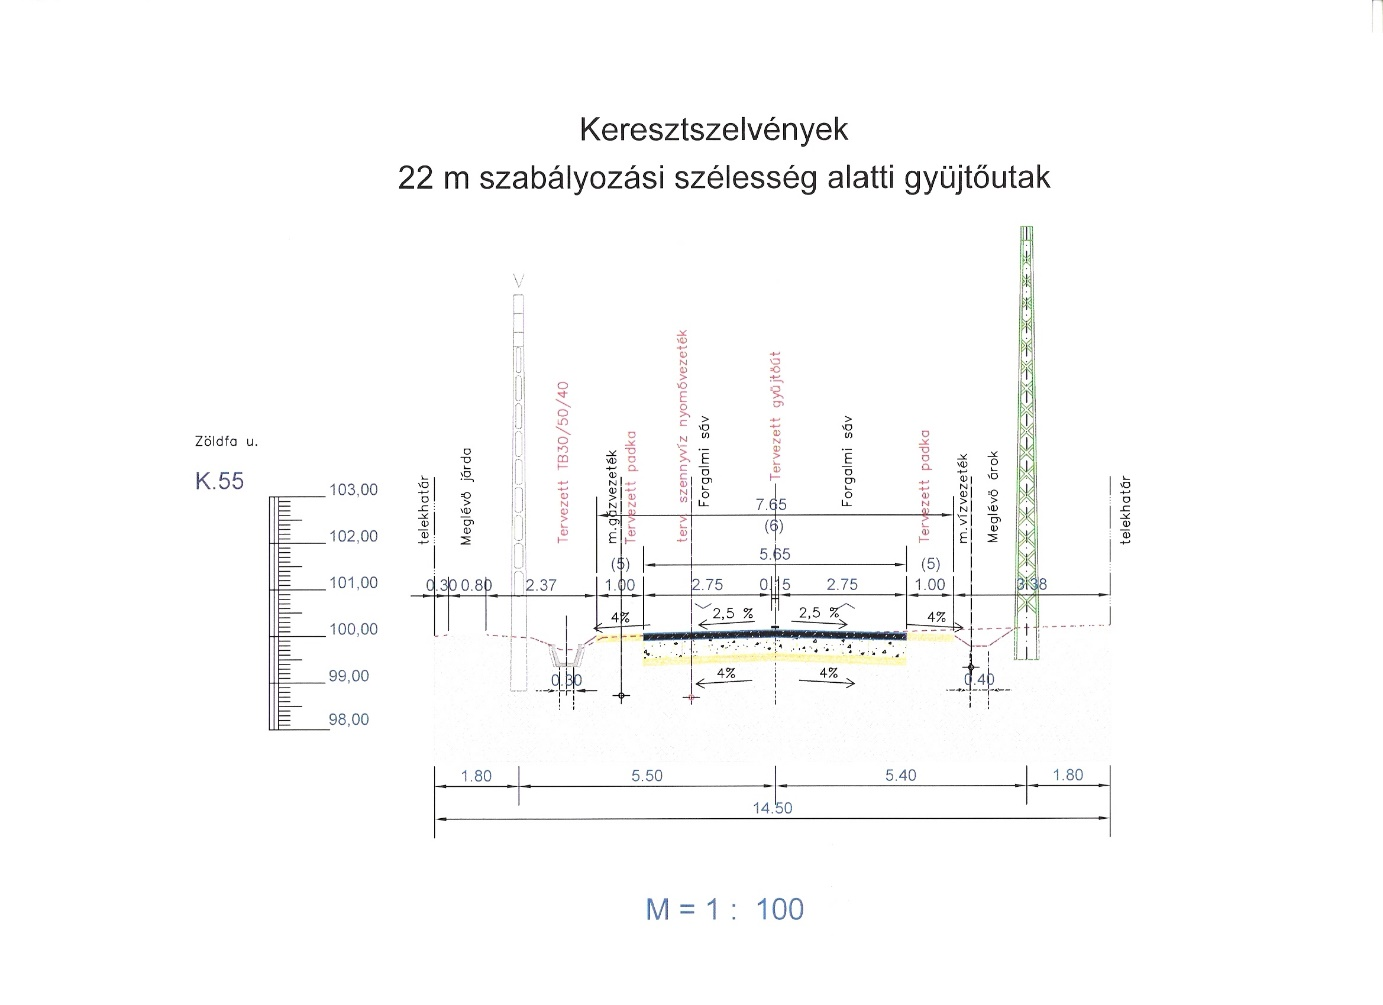 Keresztszelvények
22 m szabályozási szélesség alatti gyüjtőutak
Zöldfa u.
K.55
103,00
102,00
101,00
100,00
99,00
98,00
telekhatár
Meglévő járda
Tervezett TB30/50/40
m.gázvezeték
Tervezett padka
terv. szennyvíz nyomóvezeték
Forgalmi sáv
Tervezett gyűjtőút
Forgalmi sáv
Tervezett padka
m.vízvezeték
Meglévő árok
telekhatár
7.65
(6)
5.65
(5)
(5)
0.30 0.80 2.37 1.00 2.75 0.15 2.75 1.00 3.38
4% 2,5 % 2,5 % 4%
4% 4%
0.30
0.40
1.80 5.50 5.40 1.80
14.50
M = 1 : 100